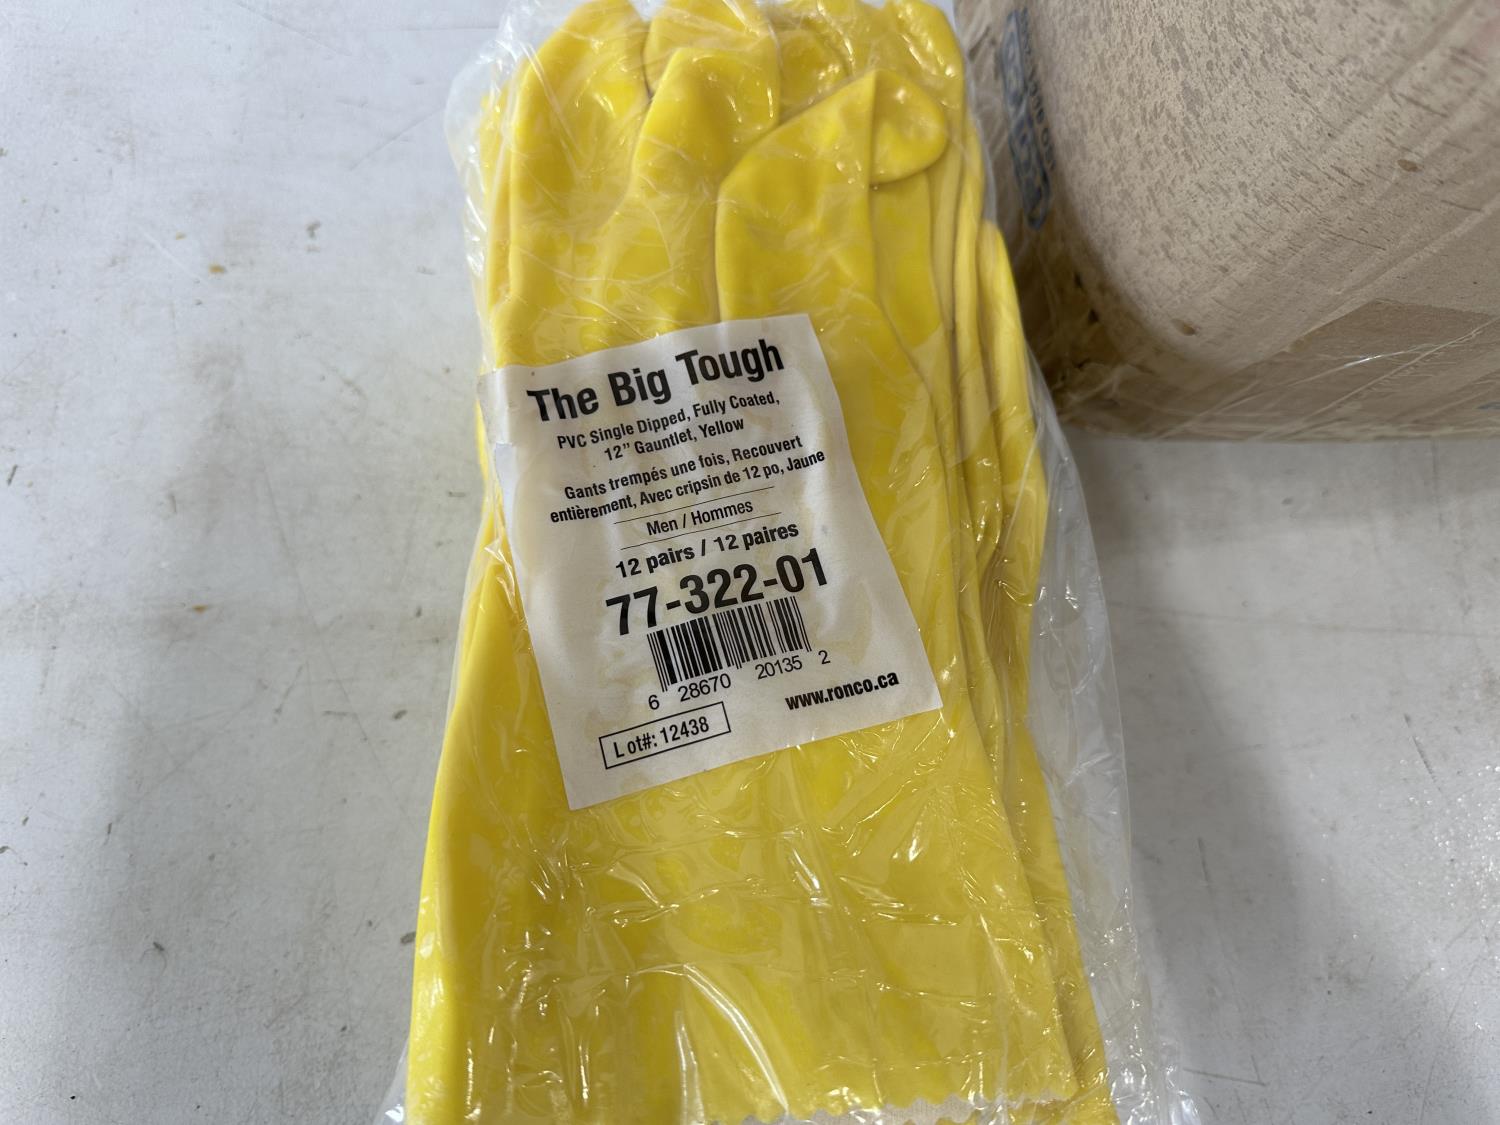 The Big Tough
PVC Single Dipped, Fully Coated,
12” Gauntlet, Yellow
Gants trempés une fois, Recouvert
entièrement, Avec cripsin de 12 po, Jaune
Men / Hommes
12 pairs / 12 paires
77-322-01
6 28670 20135 2
www.ronco.ca
Lot#: 12438